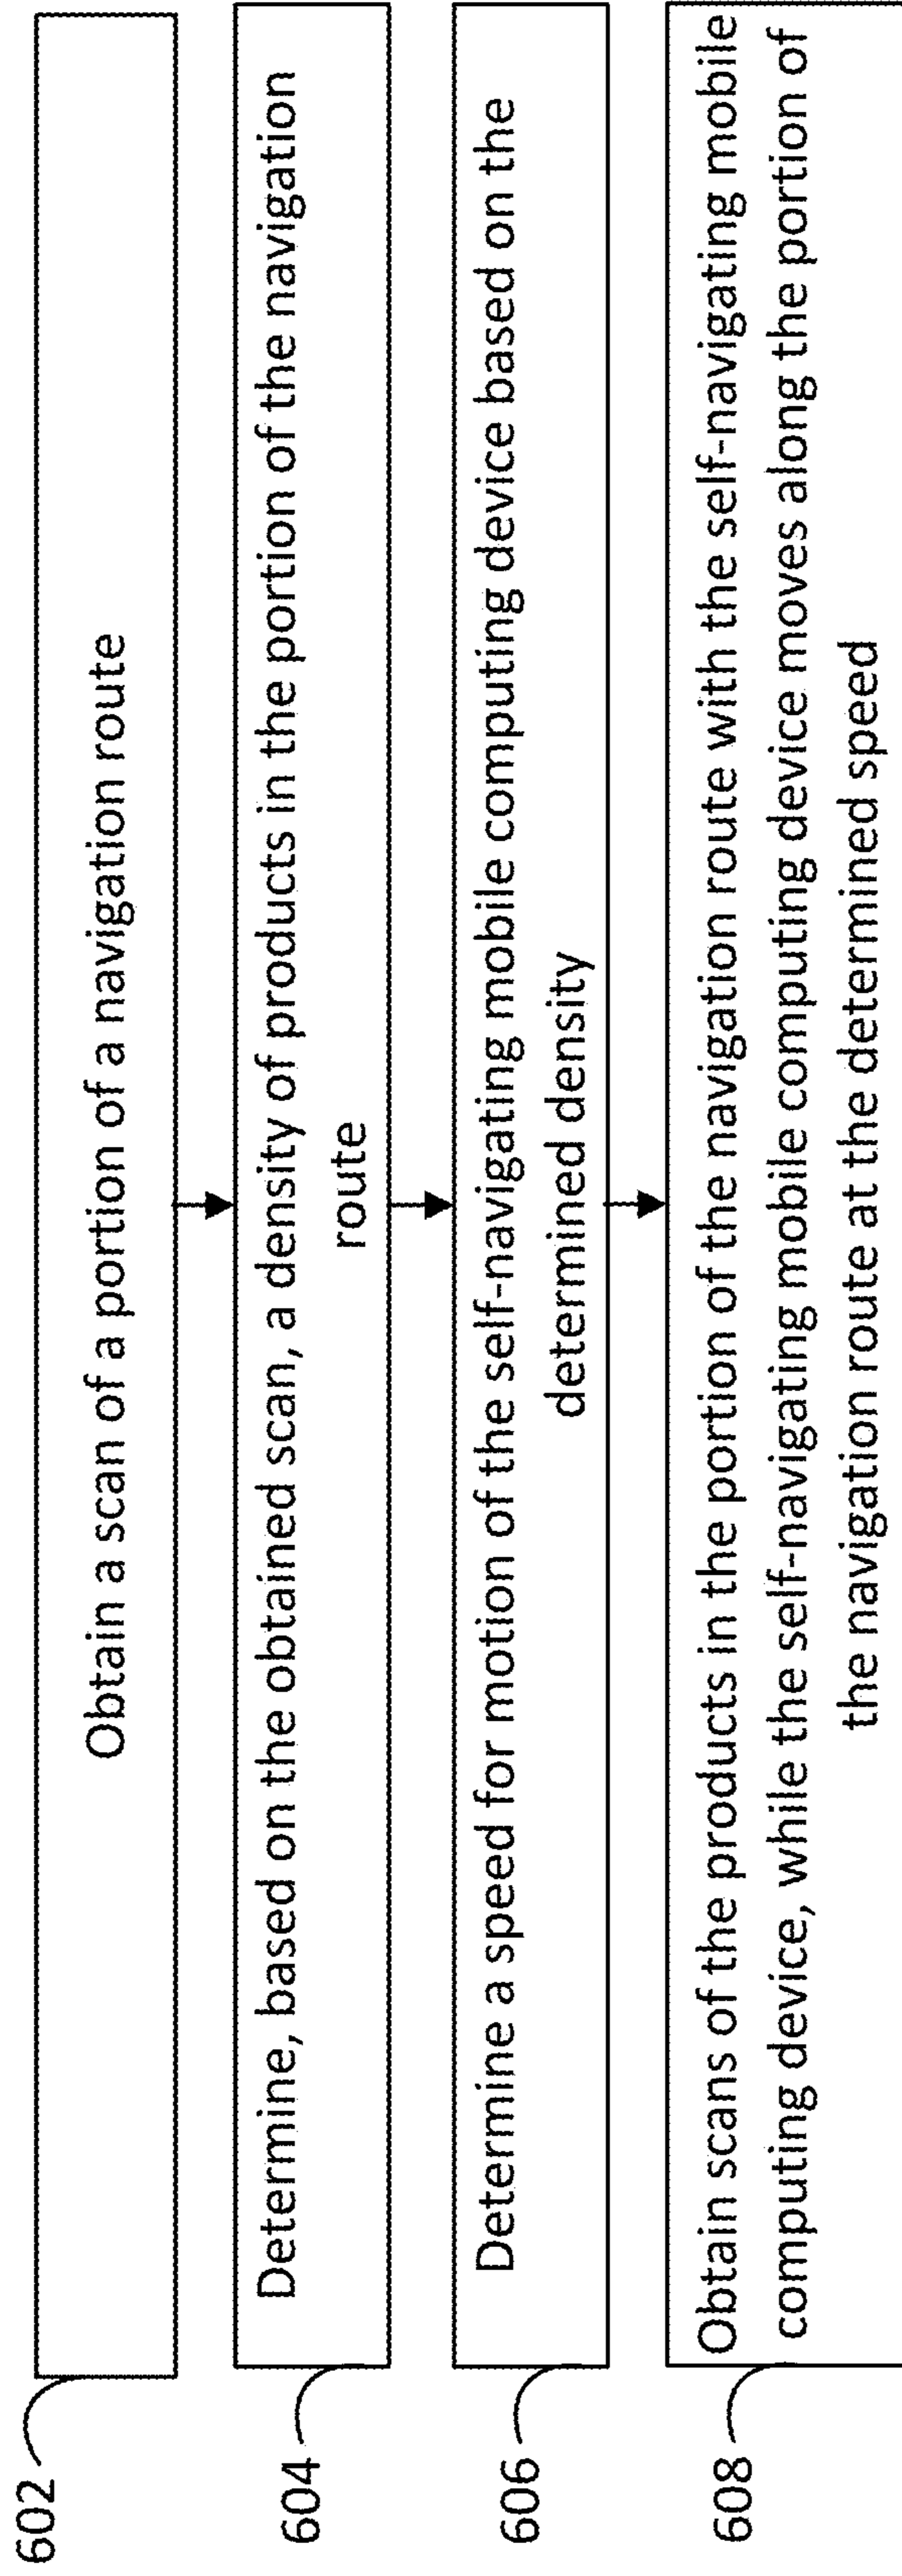 602
Obtain a scan of a portion of a navigation route
604
Determine, based on the obtained scan, a density of products in the portion of the navigation
route
606
Determine a speed for motion of the self-navigating mobile computing device based on the
determined density
608
Obtain scans of the products in the portion of the navigation route with the self-navigating mobile
computing device, while the self-navigating mobile computing device moves along the portion of
the navigation route at the determined speed